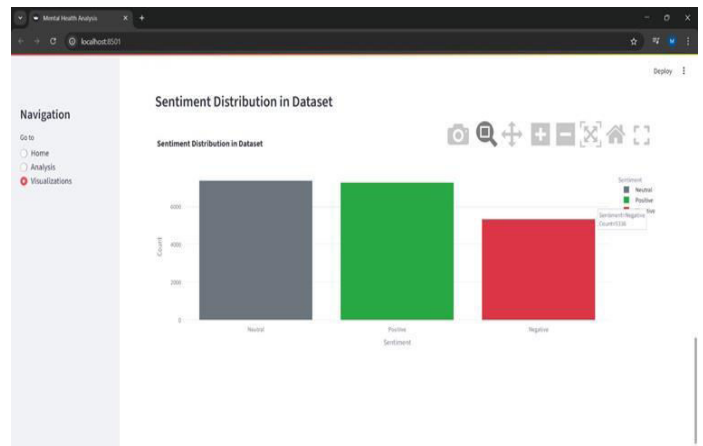 Mental Health Analysis
localhost:8501
Deploy
Navigation
Go to
Home
Analysis
Visualizations
Sentiment Distribution in Dataset
Sentiment Distribution in Dataset
Sentiment
Neutral
Positive
Sentiment=Negative
Count
6000
4000
2000
0
Neutral
Positive
Negative
Sentiment